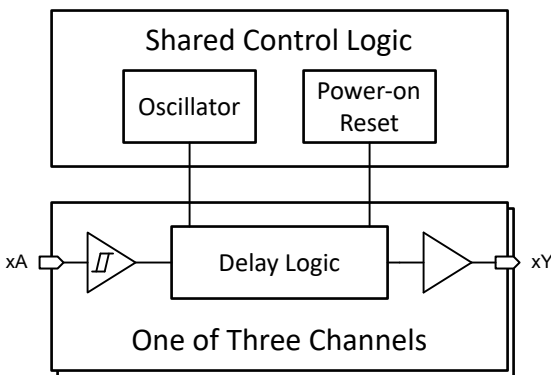 Shared Control Logic
Oscillator
Power-on
Reset
xA
Delay Logic
xY
One of Three Channels